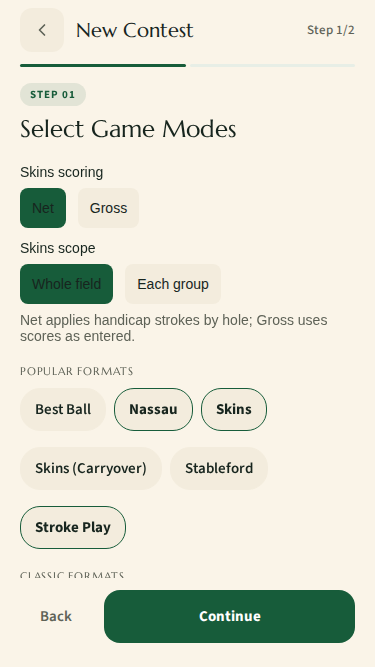 New Contest
Step 1/2
STEP 01
Select Game Modes
Skins scoring
Net
Gross
Skins scope
Whole field
Each group
Net applies handicap strokes by hole; Gross uses
scores as entered.
POPULAR FORMATS
Best Ball
Nassau
Skins
Skins (Carryover)
Stableford
Stroke Play
CLASSIC FORMATS
Back
Continue